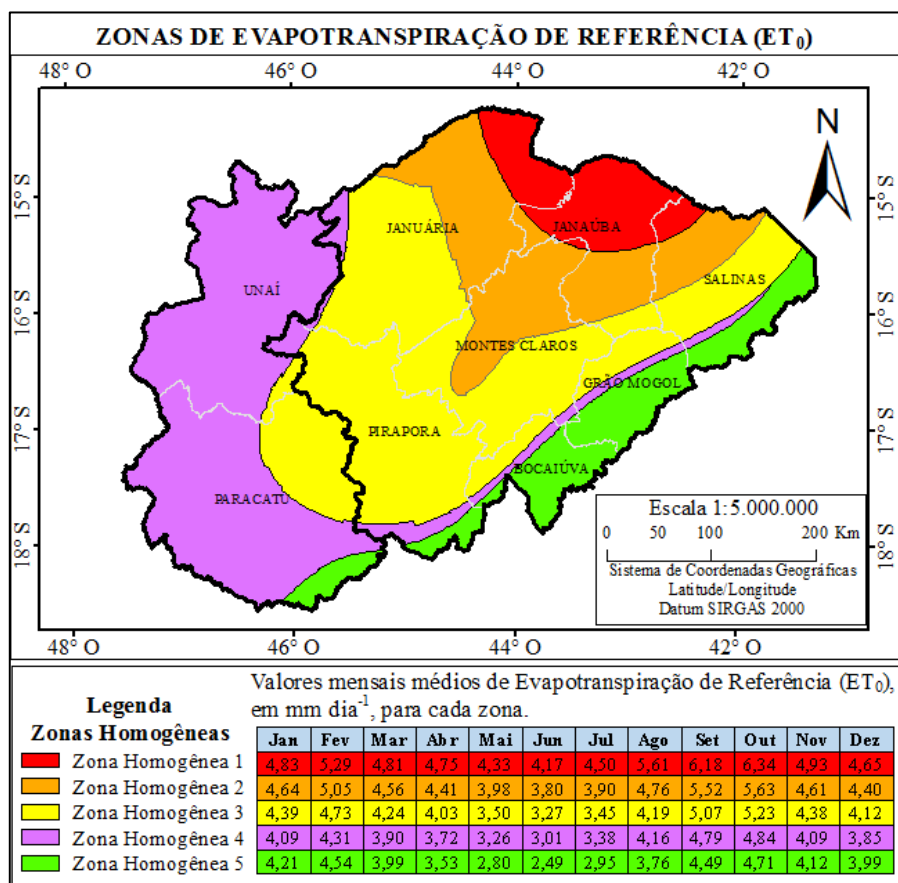 ZONAS DE EVAPOTRANSPIRAÇÃO DE REFERÊNCIA (ET₀)
48° O 46° O 44° O 42° O
15° S 15° S
16° S 16° S
17° S 17° S
18° S 18° S
N
JANUÁRIA
JANAÚBA
UNAÍ
SALINAS
MONTES CLAROS
GRÃO MOGOL
PIRAPORA
BOCAIÚVA
PARACATU
Escala 1:5.000.000
0 50 100 200 Km
Sistema de Coordenadas Geográficas
Latitude/Longitude
Datum SIRGAS 2000
48° O 46° O 44° O 42° O
Legenda
Zonas Homogêneas
Valores mensais médios de Evapotranspiração de Referência (ET₀),
em mm dia⁻¹, para cada zona.
Jan Fev Mar Abr Mai Jun Jul Ago Set Out Nov Dez
Zona Homogênea 1 4,83 5,29 4,81 4,75 4,33 4,17 4,50 5,61 6,18 6,34 4,93 4,65
Zona Homogênea 2 4,64 5,05 4,56 4,41 3,98 3,80 3,90 4,76 5,52 5,63 4,61 4,40
Zona Homogênea 3 4,39 4,73 4,24 4,03 3,50 3,27 3,45 4,19 5,07 5,23 4,38 4,12
Zona Homogênea 4 4,09 4,31 3,90 3,72 3,26 3,01 3,38 4,16 4,79 4,84 4,09 3,85
Zona Homogênea 5 4,21 4,54 3,99 3,53 2,80 2,49 2,95 3,76 4,49 4,71 4,12 3,99